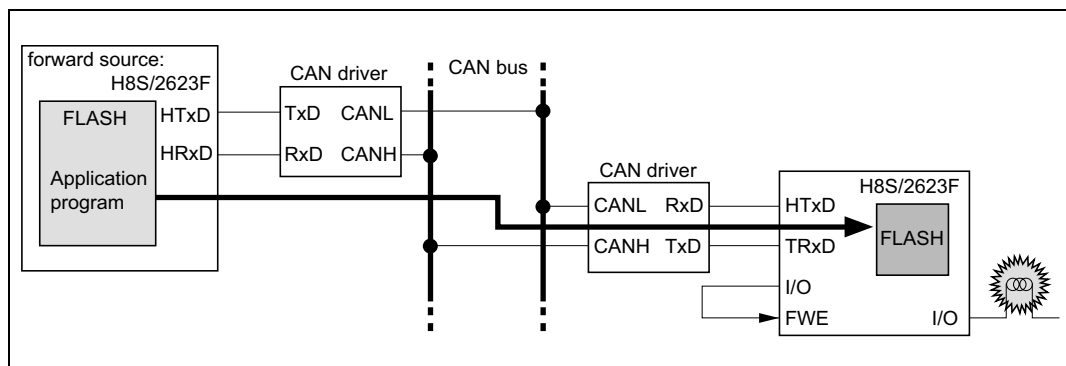 forward source:
H8S/2623F
FLASH
Application
program
HTxD
HRxD
CAN driver
TxD CANL
RxD CANH
CAN bus
CAN driver
CANL RxD
CANH TxD
H8S/2623F
HTxD
TRxD
FLASH
I/O
FWE
I/O